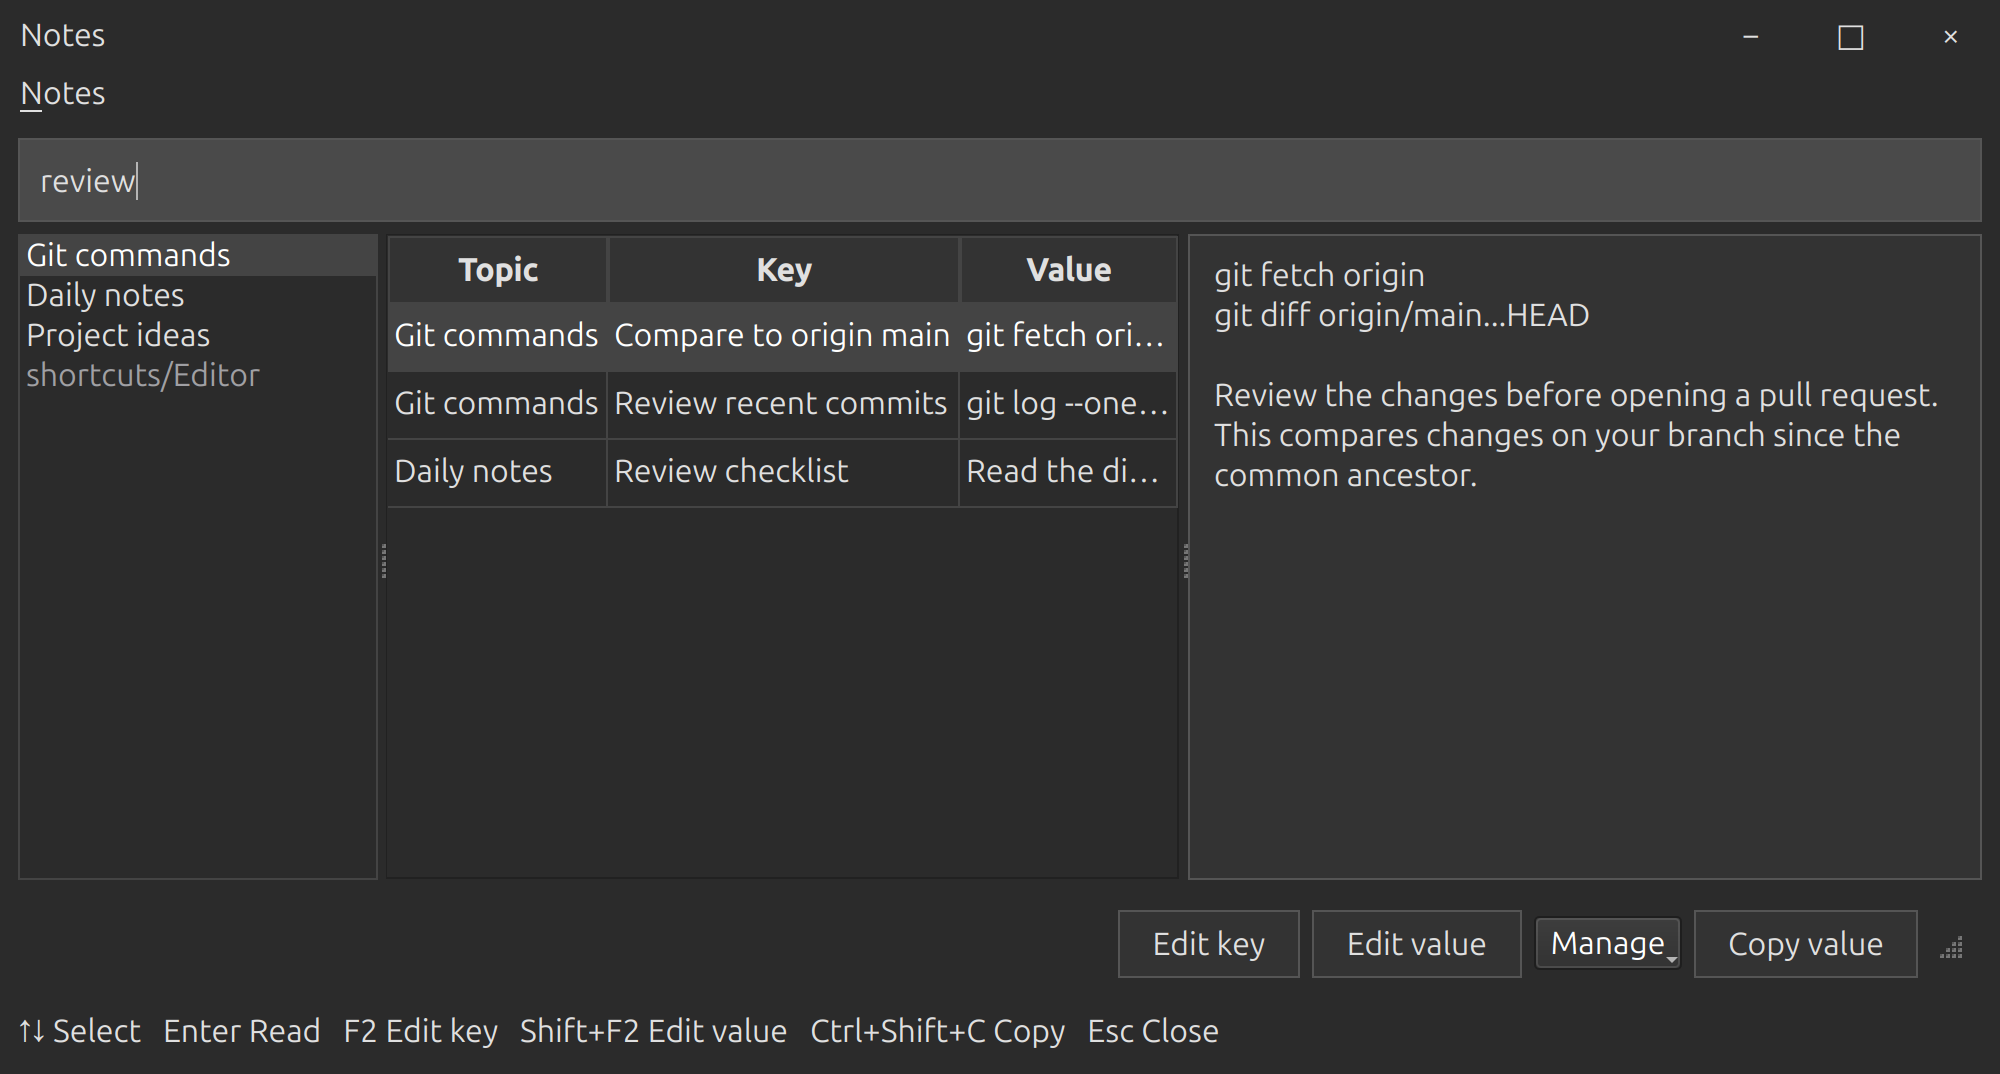 Notes
Notes
review
Git commands
Daily notes
Project ideas
shortcuts/Editor
Topic Key Value
Git commands Compare to origin main git fetch ori…
Git commands Review recent commits git log --one…
Daily notes Review checklist Read the di…
git fetch origin
git diff origin/main...HEAD
Review the changes before opening a pull request.
This compares changes on your branch since the
common ancestor.
Edit key Edit value Manage Copy value
↑↓ Select Enter Read F2 Edit key Shift+F2 Edit value Ctrl+Shift+C Copy Esc Close